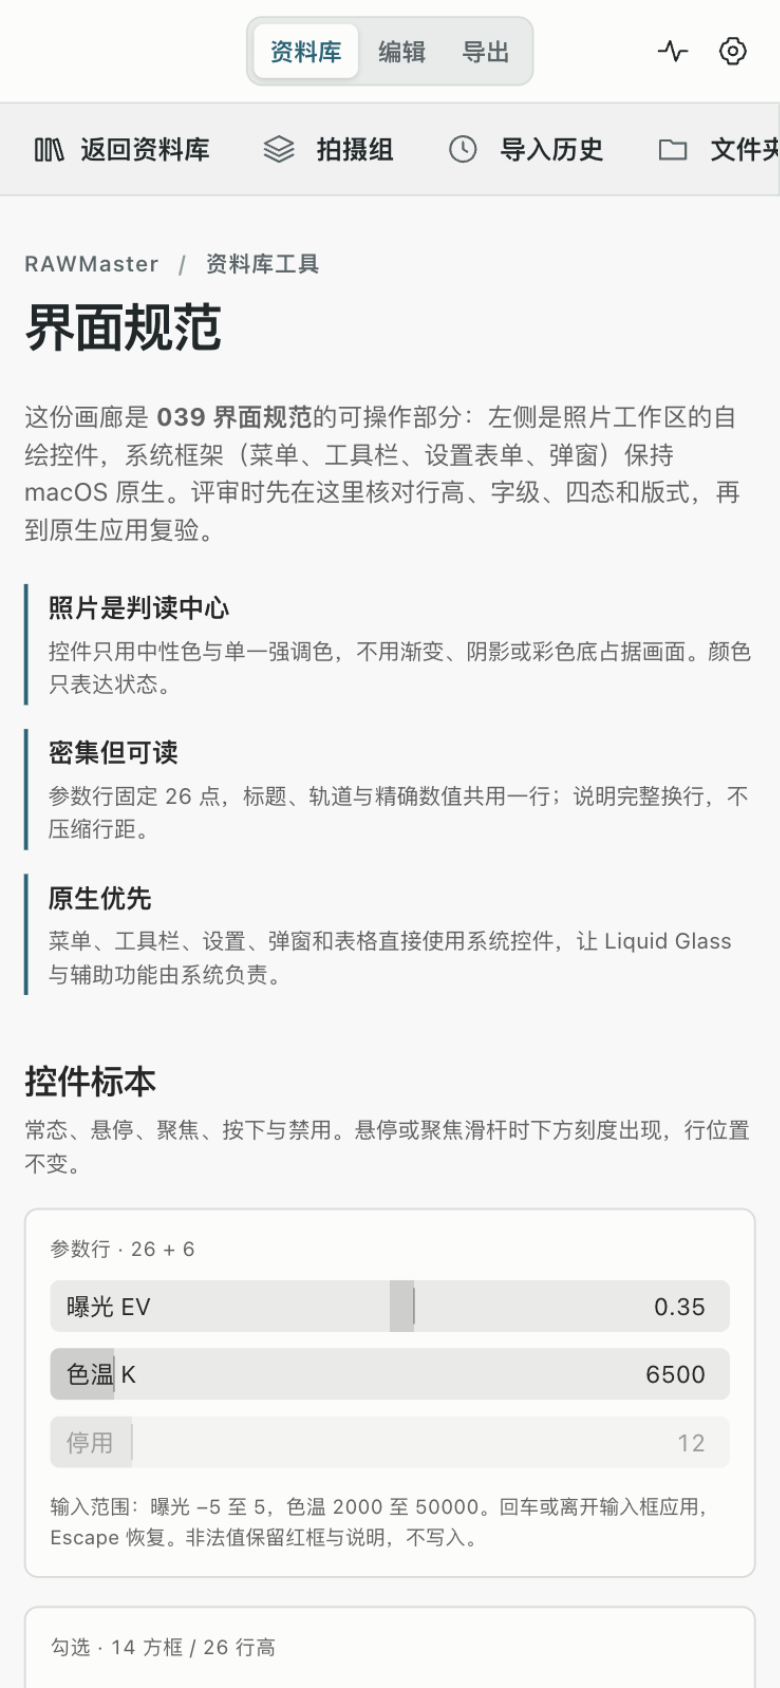 资料库 编辑 导出
返回资料库 拍摄组 导入历史 文件夹
RAWMaster / 资料库工具
界面规范
这份画廊是 039 界面规范的可操作部分：左侧是照片工作区的自
绘控件，系统框架（菜单、工具栏、设置表单、弹窗）保持
macOS 原生。评审时先在这里核对行高、字级、四态和版式，再
到原生应用复验。
照片是判读中心
控件只用中性色与单一强调色，不用渐变、阴影或彩色底占据画面。颜色
只表达状态。
密集但可读
参数行固定 26 点，标题、轨道与精确数值共用一行；说明完整换行，不
压缩行距。
原生优先
菜单、工具栏、设置、弹窗和表格直接使用系统控件，让 Liquid Glass
与辅助功能由系统负责。
控件标本
常态、悬停、聚焦、按下与禁用。悬停或聚焦滑杆时下方刻度出现，行位置
不变。
参数行 · 26 + 6
曝光 EV 0.35
色温 K 6500
停用 12
输入范围：曝光 −5 至 5，色温 2000 至 50000。回车或离开输入框应用，
Escape 恢复。非法值保留红框与说明，不写入。
勾选 · 14 方框 / 26 行高